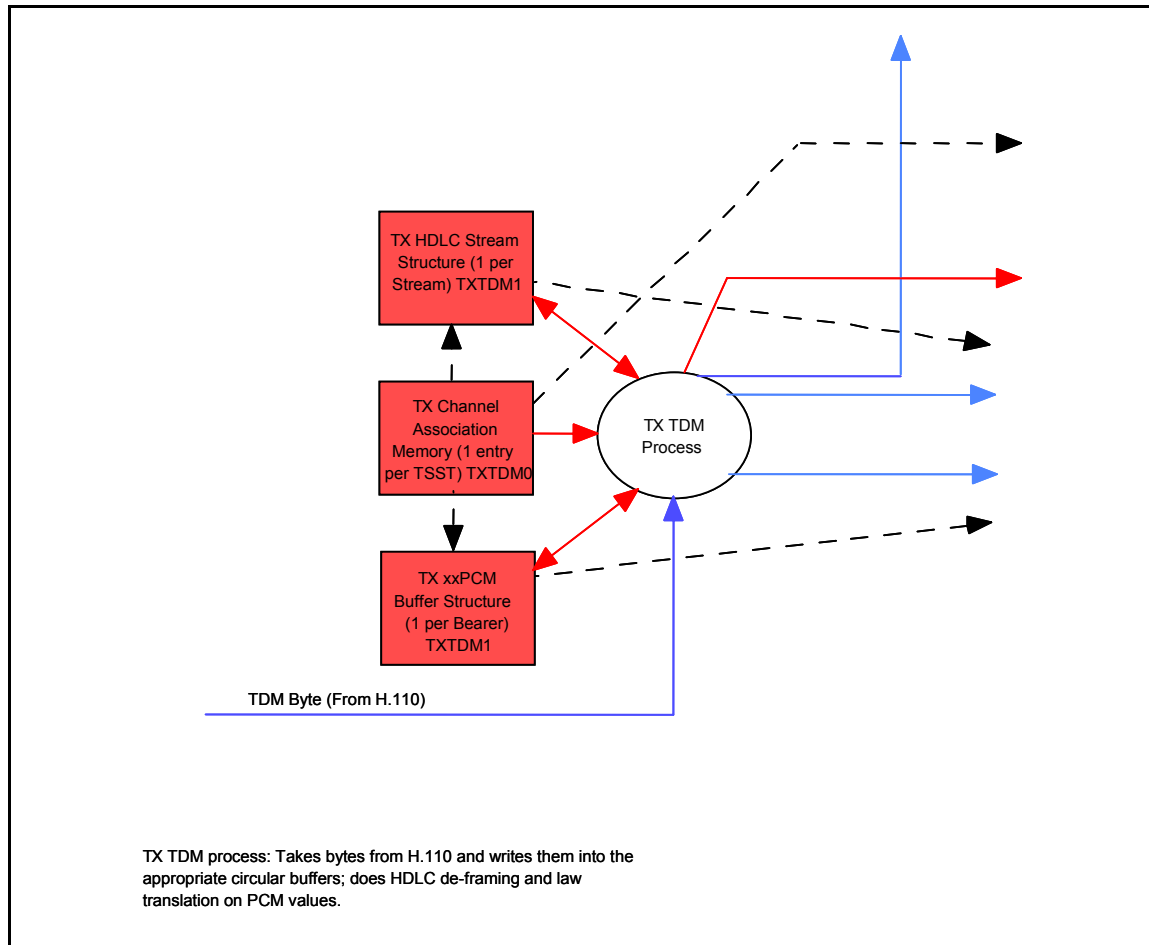 TX HDLC Stream
Structure (1 per
Stream) TXTDM1
TX Channel
Association
Memory (1 entry
per TSST) TXTDM0
TX TDM
Process
TX xxPCM
Buffer Structure
(1 per Bearer)
TXTDM1
TDM Byte (From H.110)
TX TDM process: Takes bytes from H.110 and writes them into the
appropriate circular buffers; does HDLC de-framing and law
translation on PCM values.